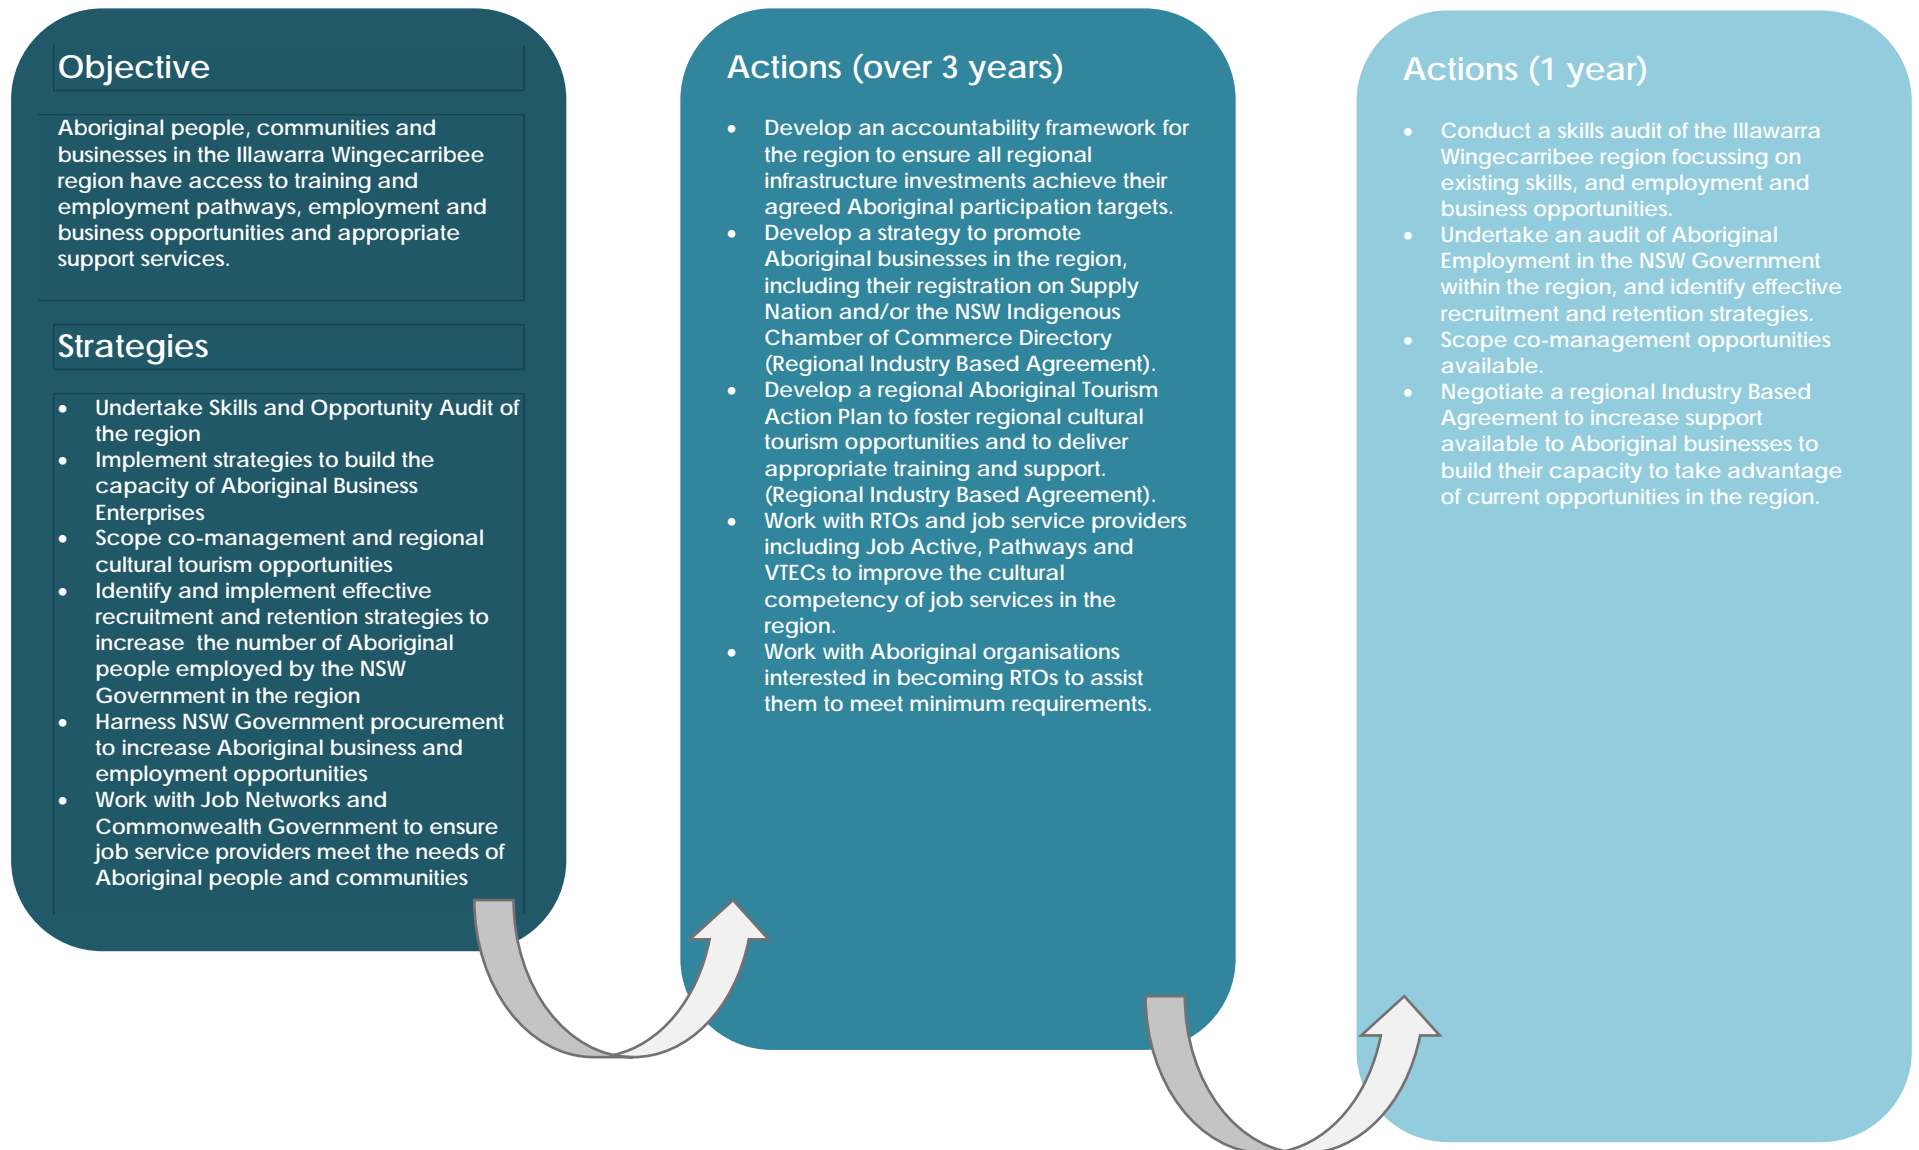 Objective
Aboriginal people, communities and
businesses in the Illawarra Wingecarribee
region have access to training and
employment pathways, employment and
business opportunities and appropriate
support services.
Strategies
• Undertake Skills and Opportunity Audit of
the region
• Implement strategies to build the
capacity of Aboriginal Business
Enterprises
• Scope co-management and regional
cultural tourism opportunities
• Identify and implement effective
recruitment and retention strategies to
increase  the number of Aboriginal
people employed by the NSW
Government in the region
• Harness NSW Government procurement
to increase Aboriginal business and
employment opportunities
• Work with Job Networks and
Commonwealth Government to ensure
job service providers meet the needs of
Aboriginal people and communities
Actions (over 3 years)
• Develop an accountability framework for
the region to ensure all regional
infrastructure investments achieve their
agreed Aboriginal participation targets.
• Develop a strategy to promote
Aboriginal businesses in the region,
including their registration on Supply
Nation and/or the NSW Indigenous
Chamber of Commerce Directory
(Regional Industry Based Agreement).
• Develop a regional Aboriginal Tourism
Action Plan to foster regional cultural
tourism opportunities and to deliver
appropriate training and support.
(Regional Industry Based Agreement).
• Work with RTOs and job service providers
including Job Active, Pathways and
VTECs to improve the cultural
competency of job services in the
region.
• Work with Aboriginal organisations
interested in becoming RTOs to assist
them to meet minimum requirements.
Actions (1 year)
• Conduct a skills audit of the Illawarra
Wingecarribee region focussing on
existing skills, and employment and
business opportunities.
• Undertake an audit of Aboriginal
Employment in the NSW Government
within the region, and identify effective
recruitment and retention strategies.
• Scope co-management opportunities
available.
• Negotiate a regional Industry Based
Agreement to increase support
available to Aboriginal businesses to
build their capacity to take advantage
of current opportunities in the region.